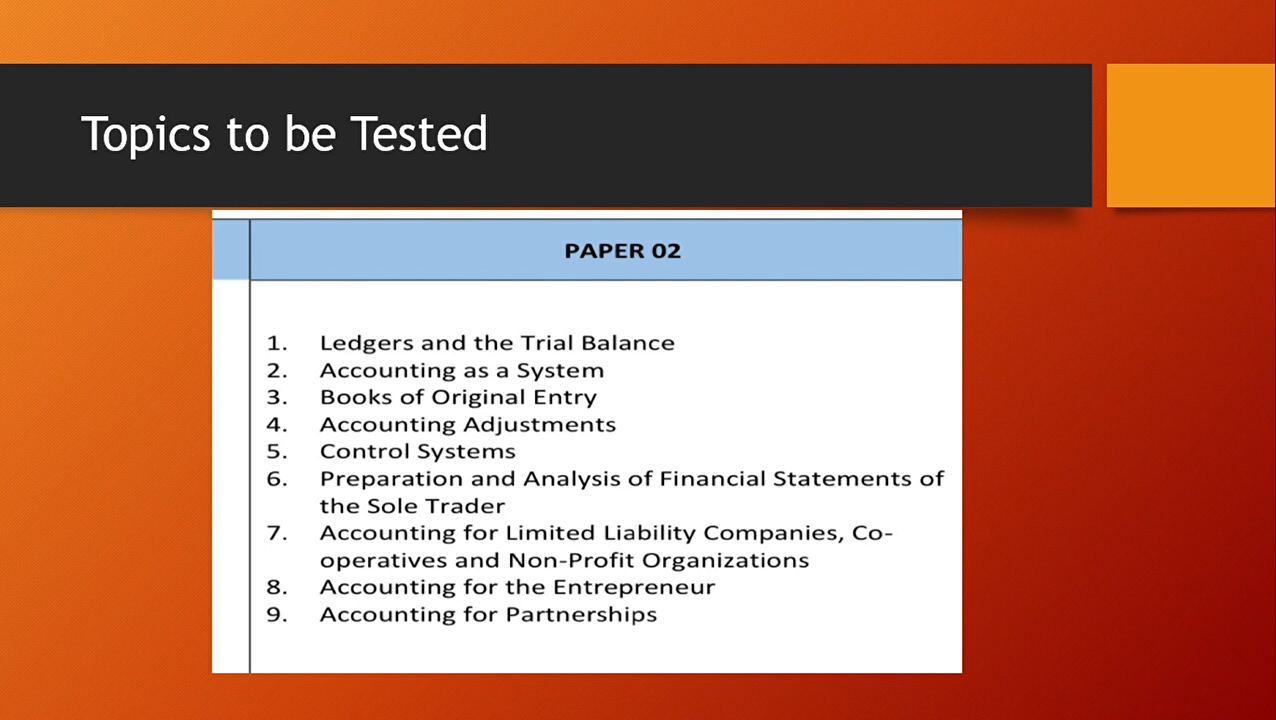 Topics to be Tested
PAPER 02
1. Ledgers and the Trial Balance
2. Accounting as a System
3. Books of Original Entry
4. Accounting Adjustments
5. Control Systems
6. Preparation and Analysis of Financial Statements of
the Sole Trader
7. Accounting for Limited Liability Companies, Co-
operatives and Non-Profit Organizations
8. Accounting for the Entrepreneur
9. Accounting for Partnerships